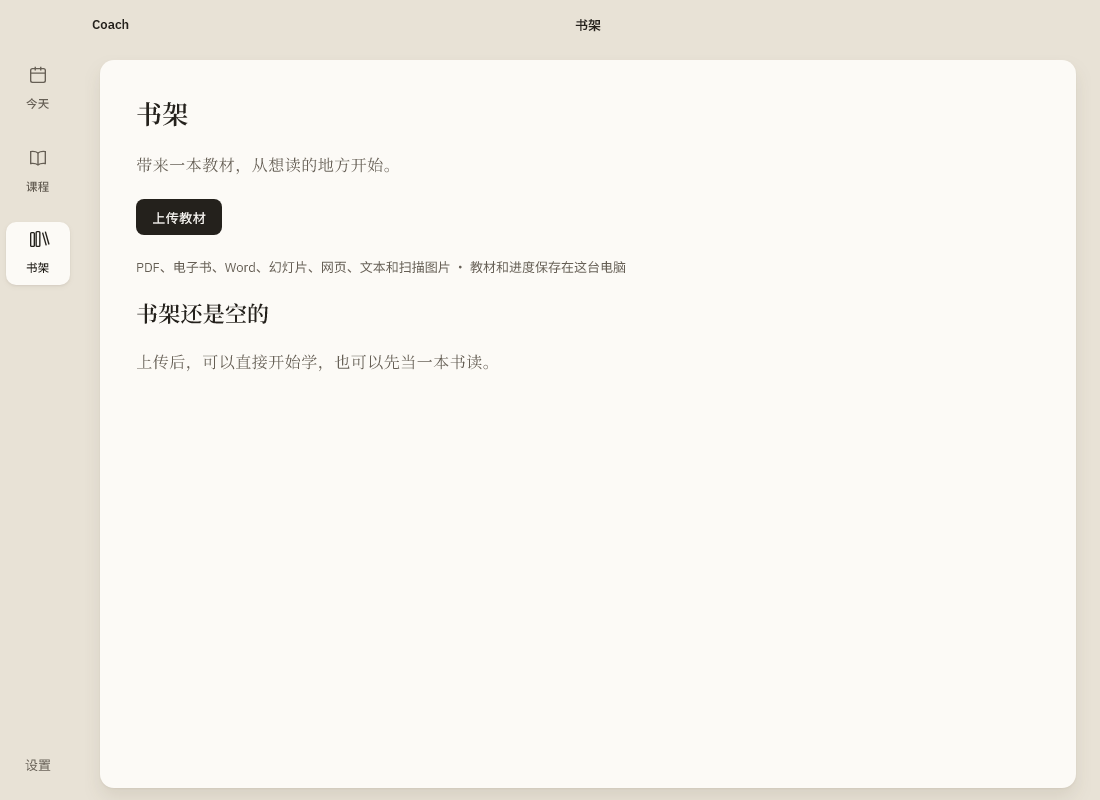 Coach
书架
今天
课程
书架
设置
书架
带来一本教材，从想读的地方开始。
上传教材
PDF、电子书、Word、幻灯片、网页、文本和扫描图片 · 教材和进度保存在这台电脑
书架还是空的
上传后，可以直接开始学，也可以先当一本书读。